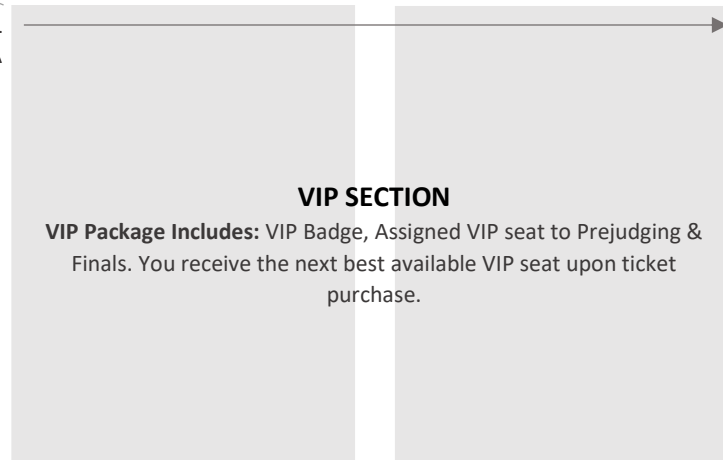 VIP SECTION
VIP Package Includes: VIP Badge, Assigned VIP seat to Prejudging &
Finals. You receive the next best available VIP seat upon ticket
purchase.